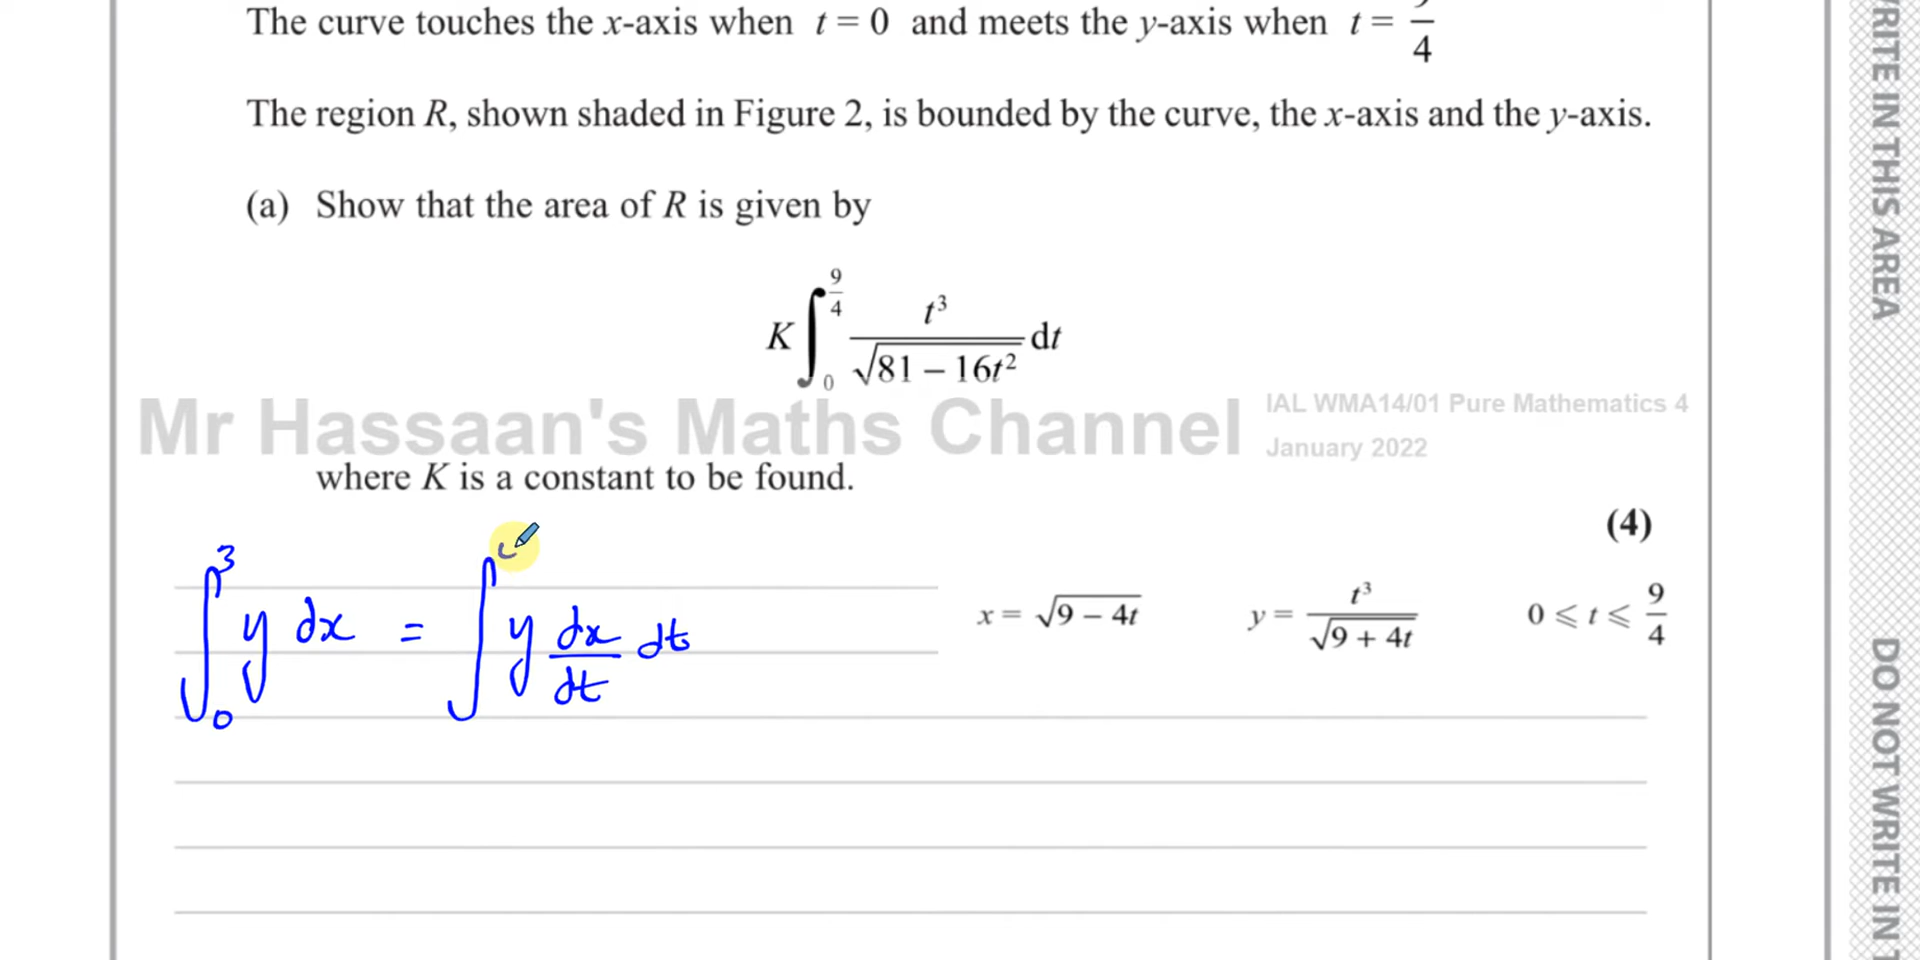 The curve touches the x-axis when t = 0 and meets the y-axis when t = /4
The region R, shown shaded in Figure 2, is bounded by the curve, the x-axis and the y-axis.
(a) Show that the area of R is given by
K ∫₀^(9/4) t³/√(81 – 16t²) dt
Mr Hassaan's Maths Channel
IAL WMA14/01 Pure Mathematics 4
January 2022
where K is a constant to be found.
(4)
∫₀³ y dx = ∫ y dx/dt dt
x = √(9 – 4t) y = t³/√(9 + 4t) 0 ⩽ t ⩽ 9/4
WRITE IN THIS AREA
DO NOT WRITE IN